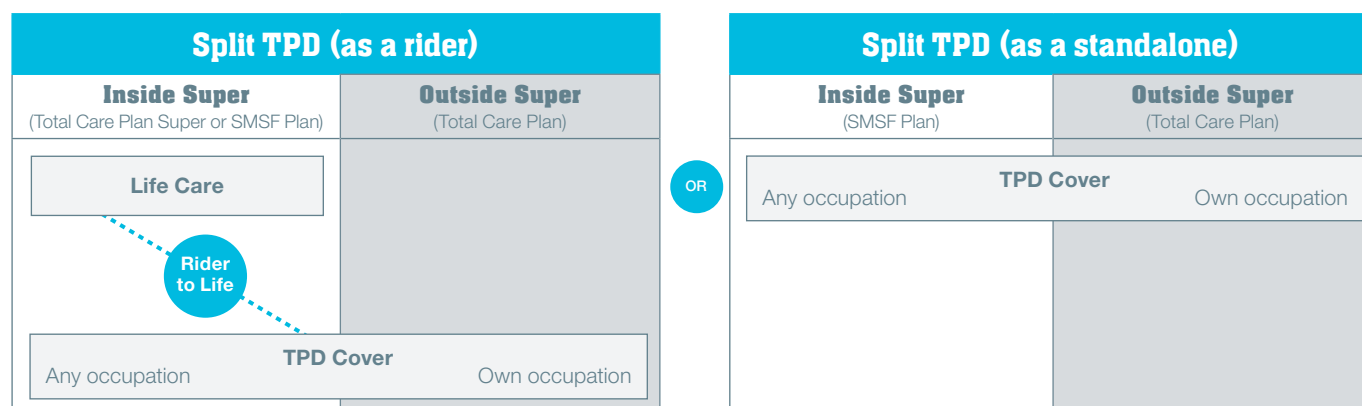 Split TPD (as a rider)
Inside Super
(Total Care Plan Super or SMSF Plan)
Outside Super
(Total Care Plan)
Life Care
Rider
to Life
TPD Cover
Any occupation
Own occupation
OR
Split TPD (as a standalone)
Inside Super
(SMSF Plan)
Outside Super
(Total Care Plan)
TPD Cover
Any occupation
Own occupation